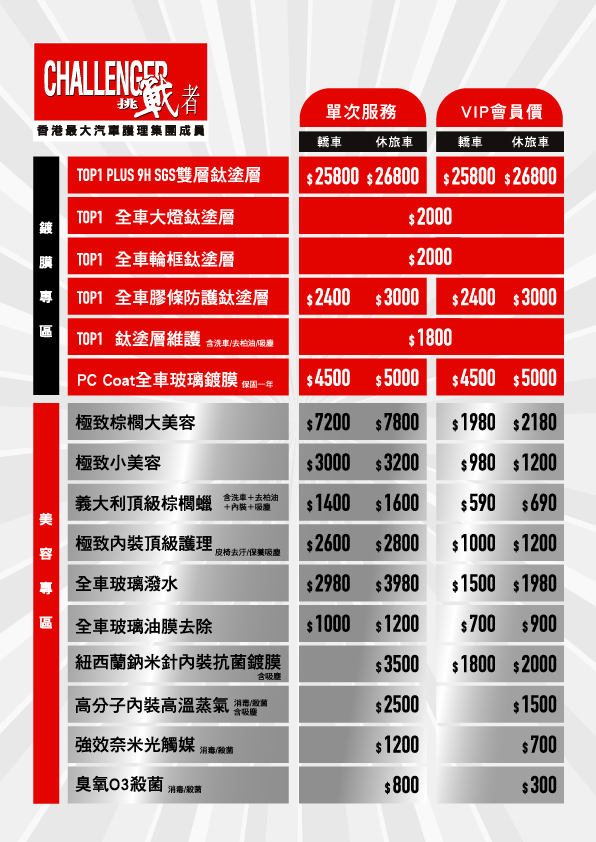 CHALLENGER
挑戰者
香港最大汽車護理集團成員
單次服務 VIP會員價
轎車 休旅車 轎車 休旅車
鍍膜專區
TOP1 PLUS 9H SGS雙層鈦塗層 $25800 $26800 $25800 $26800
TOP1 全車大燈鈦塗層 $2000
TOP1 全車輪框鈦塗層 $2000
TOP1 全車膠條防護鈦塗層 $2400 $3000 $2400 $3000
TOP1 鈦塗層維護 含洗車/去柏油/吸塵 $1800
PC Coat全車玻璃鍍膜 保固一年 $4500 $5000 $4500 $5000
美容專區
極致棕櫚大美容 $7200 $7800 $1980 $2180
極致小美容 $3000 $3200 $980 $1200
義大利頂級棕櫚蠟 含洗車+去柏油
+內裝+吸塵 $1400 $1600 $590 $690
極致內裝頂級護理 皮椅去汙/保養吸塵 $2600 $2800 $1000 $1200
全車玻璃潑水 $2980 $3980 $1500 $1980
全車玻璃油膜去除 $1000 $1200 $700 $900
紐西蘭鈉米針內裝抗菌鍍膜 $3500 $1800 $2000
含吸塵
高分子內裝高溫蒸氣 消毒/殺菌
含吸塵 $2500 $1500
強效奈米光觸媒 消毒/殺菌 $1200 $700
臭氧O3殺菌 消毒/殺菌 $800 $300